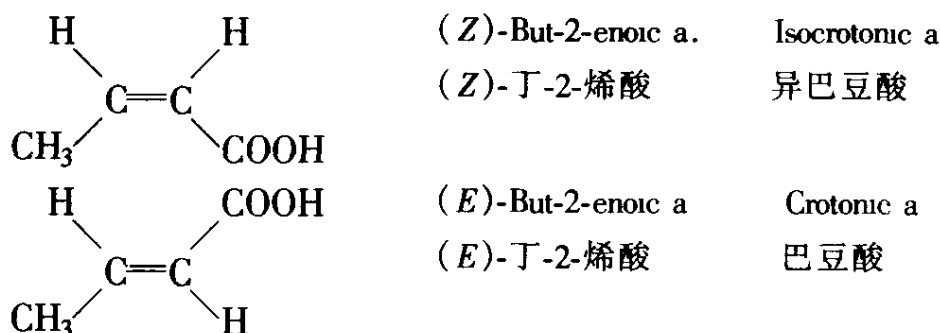 H H (Z)-But-2-enoic a. Isocrotonic a
C=C (Z)-丁-2-烯酸 异巴豆酸
CH₃ COOH
H COOH (E)-But-2-enoic a Crotonic a
C=C (E)-丁-2-烯酸 巴豆酸
CH₃ H